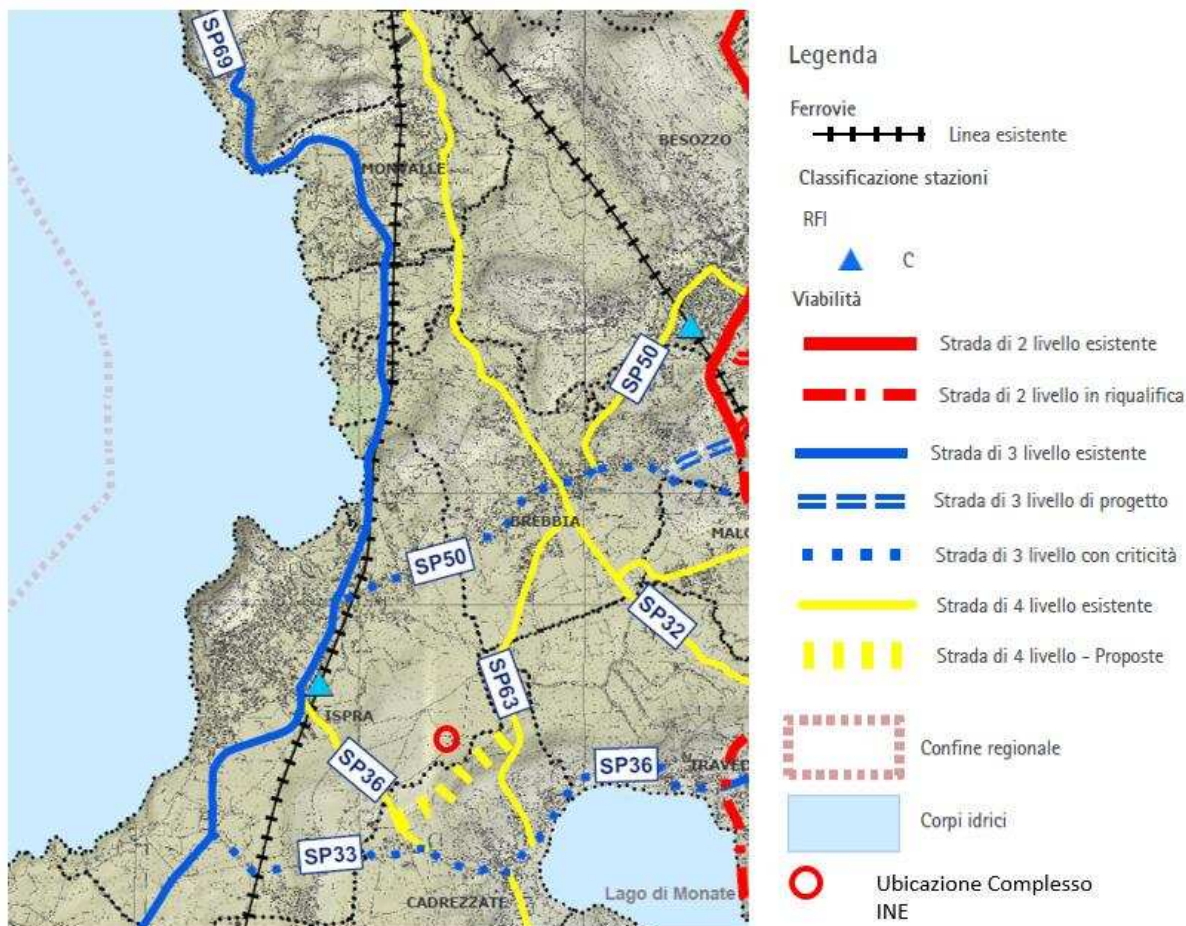 SP69
BESOZZO
MONVALLE
SP50
BREBBIA
SP50
SP32
SP63
ISPRA
SP36
SP36
SP33
CADREZZATE
Lago di Monate
Legenda
Ferrovie
Linea esistente
Classificazione stazioni
RFI
C
Viabilità
Strada di 2 livello esistente
Strada di 2 livello in riqualifica
Strada di 3 livello esistente
Strada di 3 livello di progetto
Strada di 3 livello con criticità
Strada di 4 livello esistente
Strada di 4 livello - Proposte
Confine regionale
Corpi idrici
Ubicazione Complesso
INE